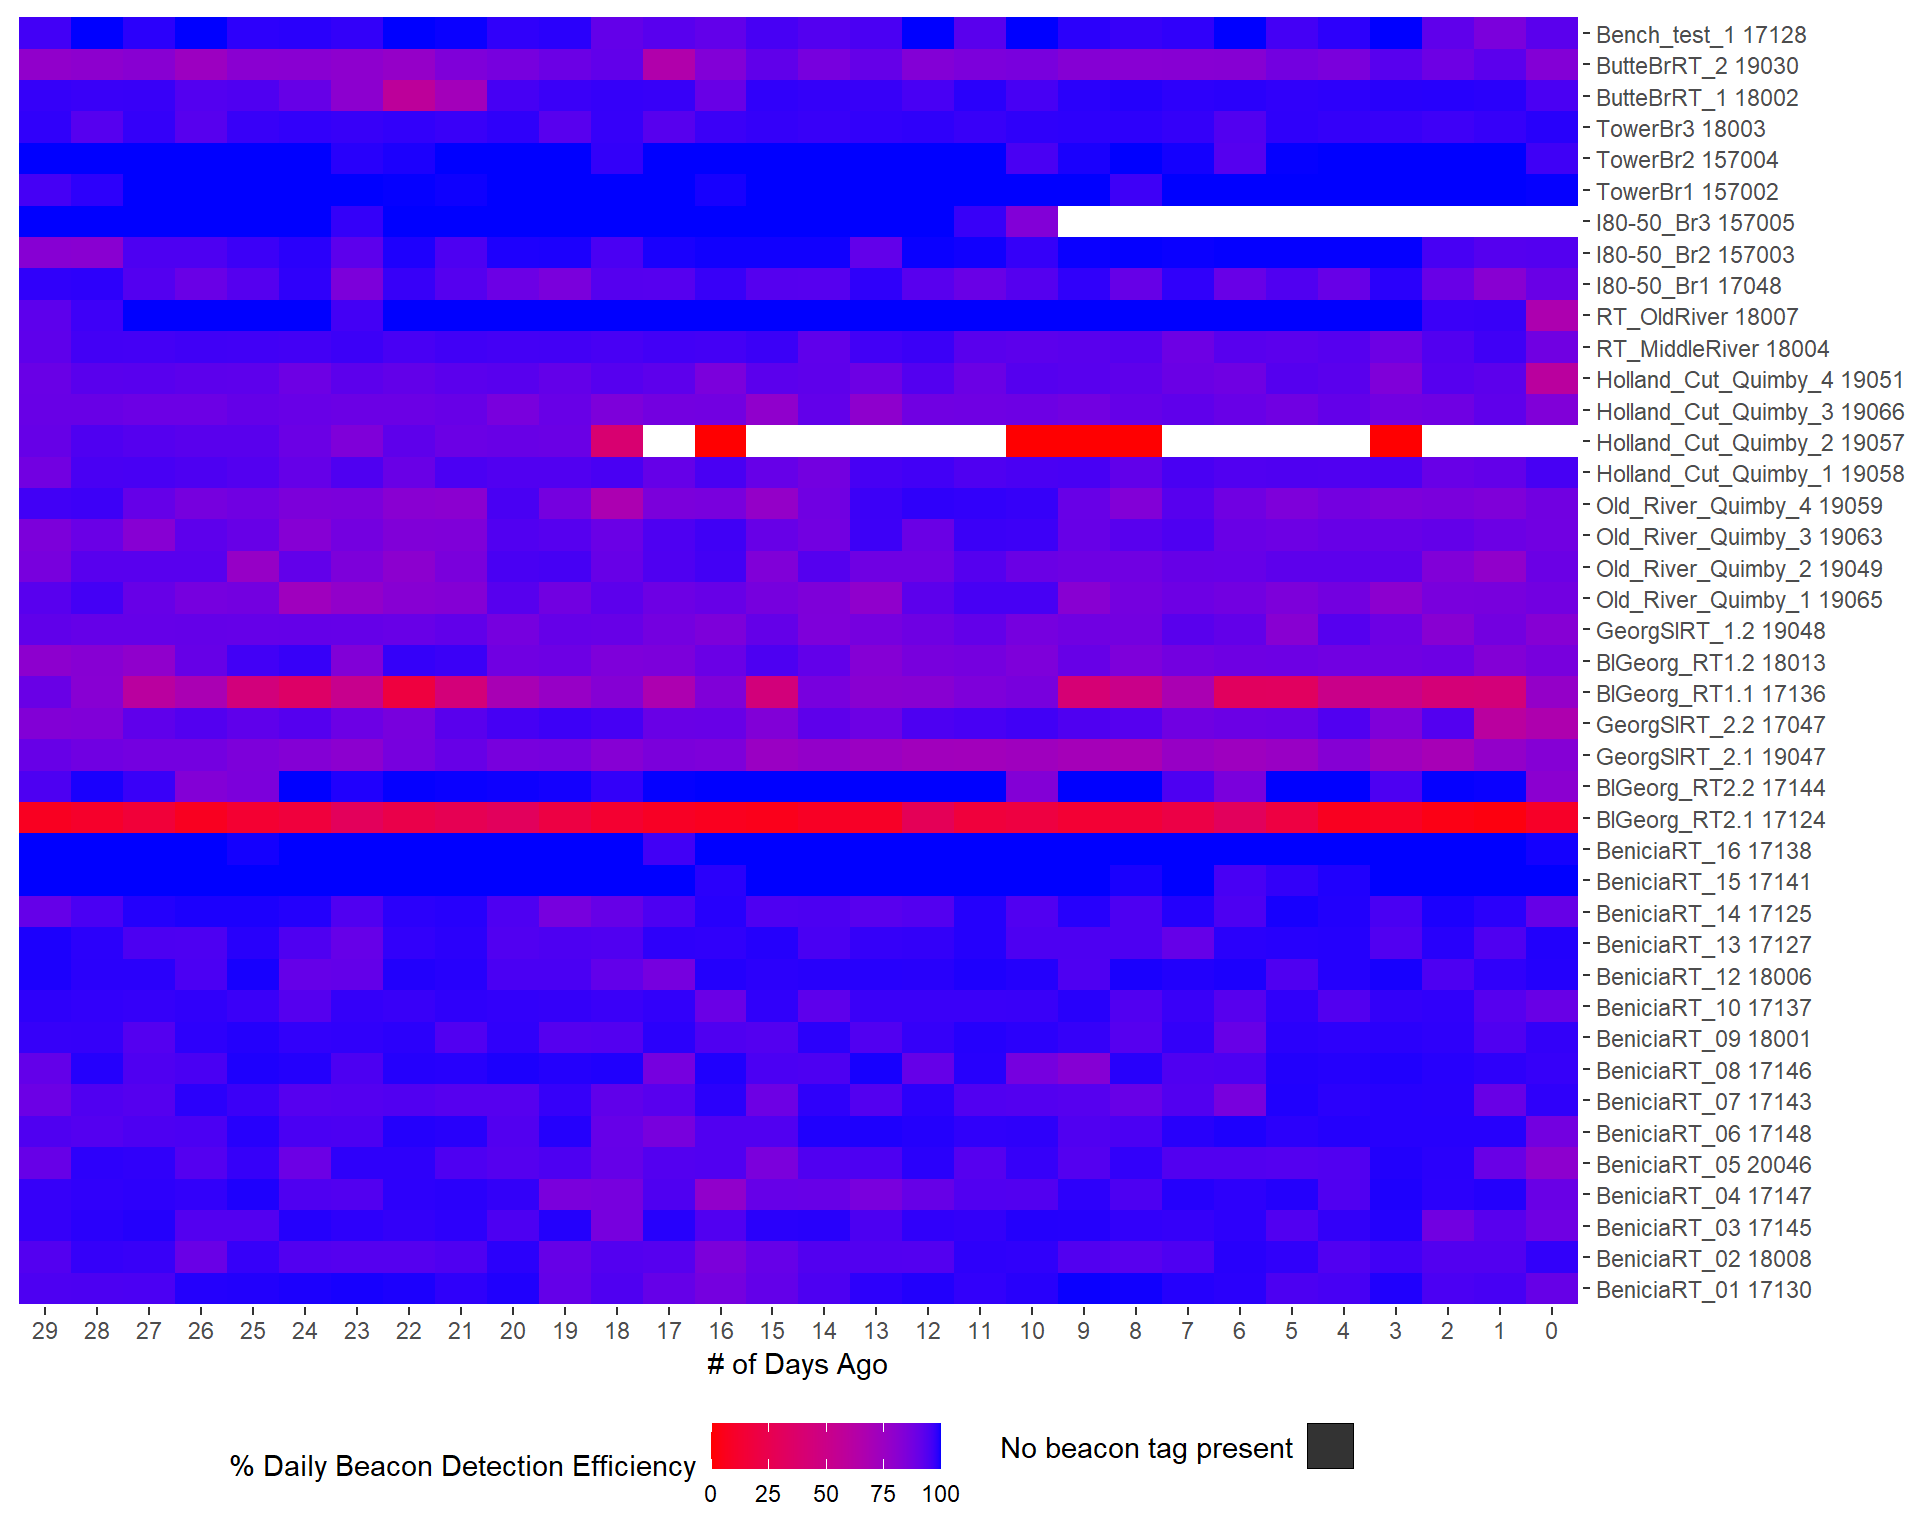 Bench_test_1 17128
ButteBrRT_2 19030
ButteBrRT_1 18002
TowerBr3 18003
TowerBr2 157004
TowerBr1 157002
I80-50_Br3 157005
I80-50_Br2 157003
I80-50_Br1 17048
RT_OldRiver 18007
RT_MiddleRiver 18004
Holland_Cut_Quimby_4 19051
Holland_Cut_Quimby_3 19066
Holland_Cut_Quimby_2 19057
Holland_Cut_Quimby_1 19058
Old_River_Quimby_4 19059
Old_River_Quimby_3 19063
Old_River_Quimby_2 19049
Old_River_Quimby_1 19065
GeorgSlRT_1.2 19048
BlGeorg_RT1.2 18013
BlGeorg_RT1.1 17136
GeorgSlRT_2.2 17047
GeorgSlRT_2.1 19047
BlGeorg_RT2.2 17144
BlGeorg_RT2.1 17124
BeniciaRT_16 17138
BeniciaRT_15 17141
BeniciaRT_14 17125
BeniciaRT_13 17127
BeniciaRT_12 18006
BeniciaRT_10 17137
BeniciaRT_09 18001
BeniciaRT_08 17146
BeniciaRT_07 17143
BeniciaRT_06 17148
BeniciaRT_05 20046
BeniciaRT_04 17147
BeniciaRT_03 17145
BeniciaRT_02 18008
BeniciaRT_01 17130
29 28 27 26 25 24 23 22 21 20 19 18 17 16 15 14 13 12 11 10 9 8 7 6 5 4 3 2 1 0
# of Days Ago
% Daily Beacon Detection Efficiency
0 25 50 75 100
No beacon tag present